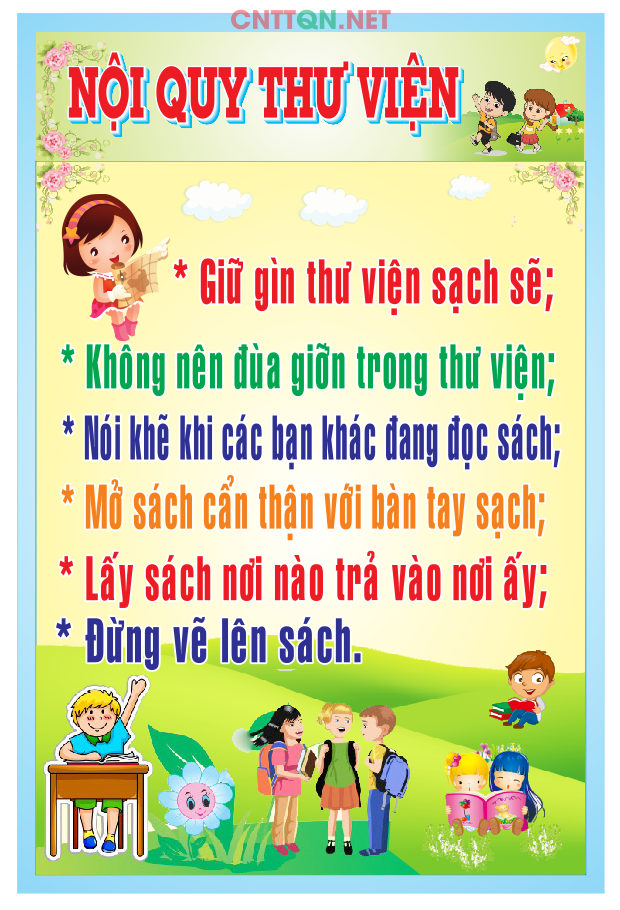 CNTTQN.NET
NỘI QUY THƯ VIỆN
* Giữ gìn thư viện sạch sẽ;
* Không nên đùa giỡn trong thư viện;
* Nói khẽ khi các bạn khác đang đọc sách;
* Mở sách cẩn thận với bàn tay sạch;
* Lấy sách nơi nào trả vào nơi ấy;
* Đừng vẽ lên sách.